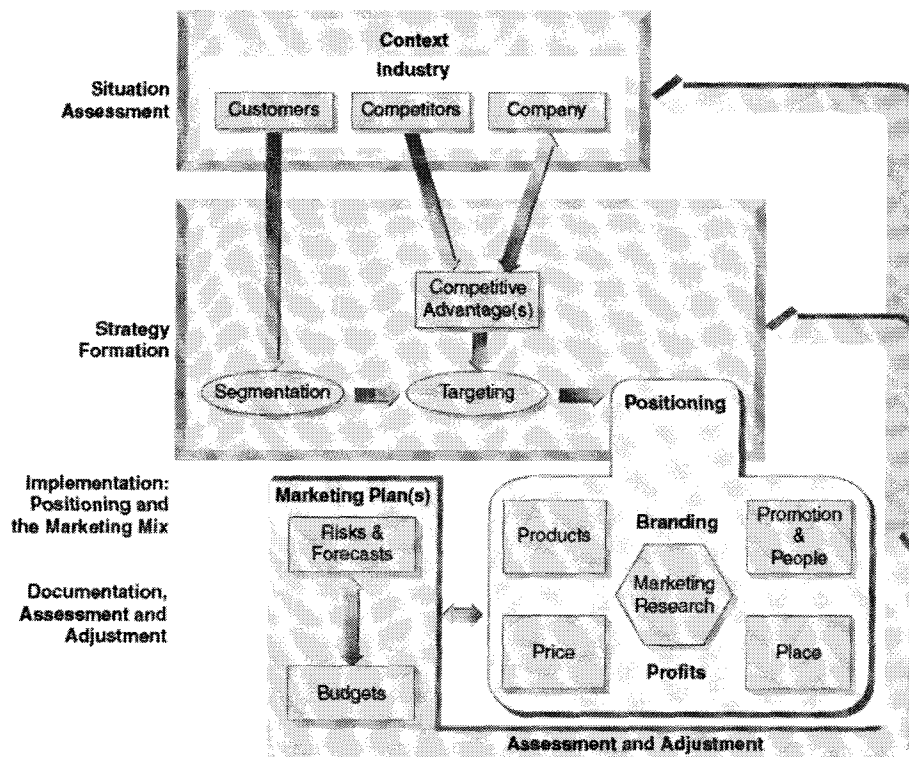 Context
Industry
Situation
Assessment
Customers
Competitors
Company
Competitive
Advantage(s)
Strategy
Formation
Segmentation
Targeting
Positioning
Implementation:
Positioning and
the Marketing Mix
Marketing Plan(s)
Risks &
Forecasts
Products
Branding
Promotion
&
People
Marketing
Research
Documentation,
Assessment and
Adjustment
Budgets
Price
Profits
Place
Assessment and Adjustment